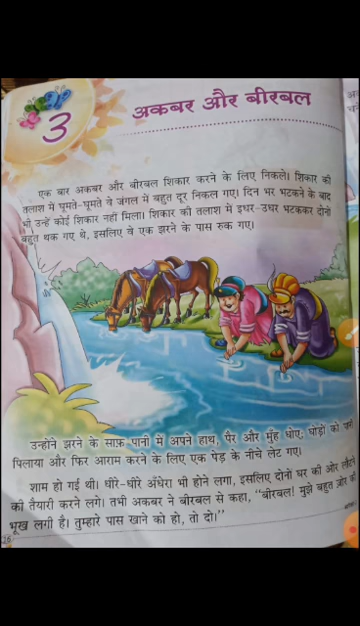 3
अकबर और बीरबल
एक बार अकबर और बीरबल शिकार करने के लिए निकले। शिकार की
तलाश में घूमते-घूमते वे जंगल में बहुत दूर निकल गए। दिन भर भटकने के बाद
भी उन्हें कोई शिकार नहीं मिला। शिकार की तलाश में इधर-उधर भटककर दोनों
बहुत थक गए थे, इसलिए वे एक झरने के पास रुक गए।
उन्होंने झरने के साफ़ पानी में अपने हाथ, पैर और मुँह धोए; घोड़ों को पानी
पिलाया और फिर आराम करने के लिए एक पेड़ के नीचे लेट गए।
शाम हो गई थी। धीरे-धीरे अँधेरा भी होने लगा, इसलिए दोनों घर की ओर लौटने
की तैयारी करने लगे। तभी अकबर ने बीरबल से कहा, “बीरबल! मुझे बहुत ज़ोर की
भूख लगी है। तुम्हारे पास खाने को हो, तो दो।”
16